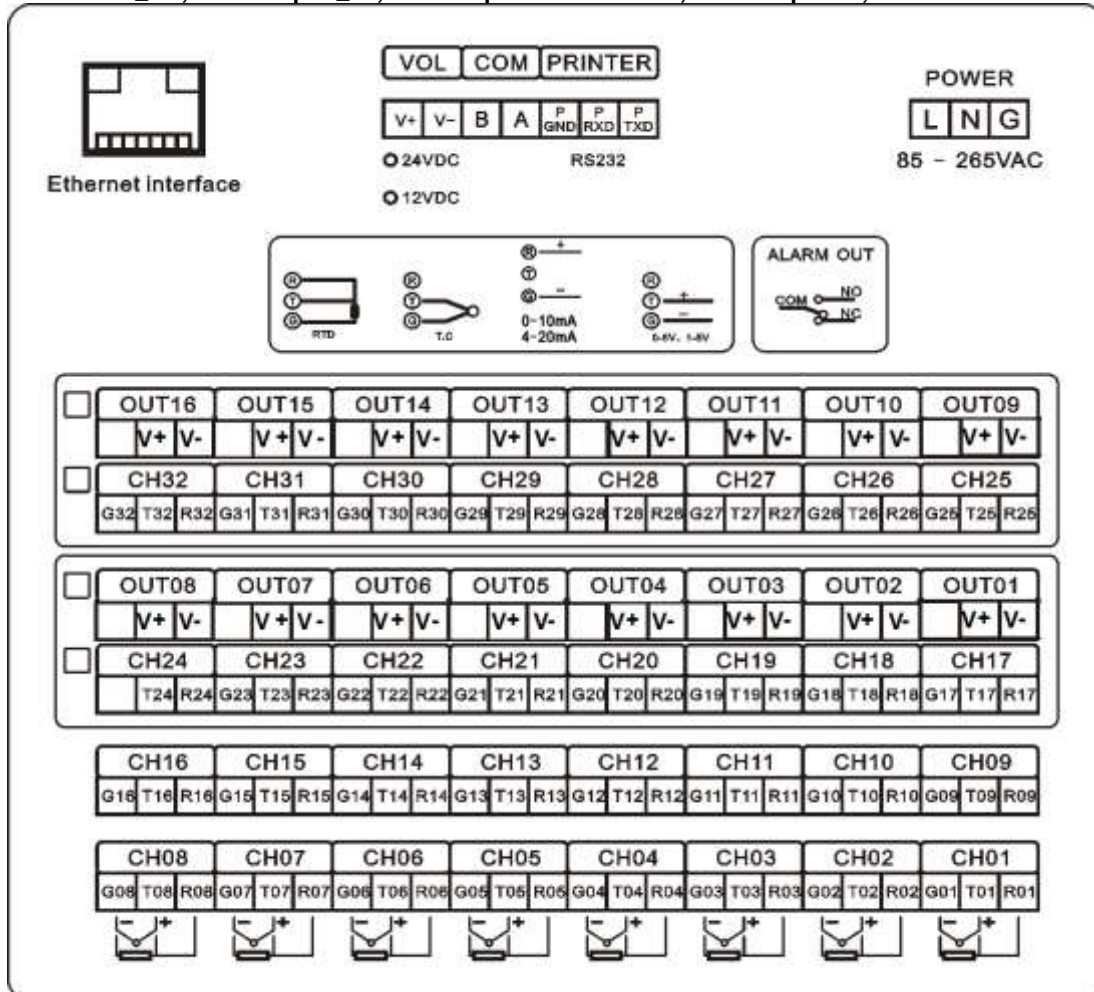 VOL COM PRINTER
POWER
V+ V- B A P GND P RXD P TXD
L N G
24VDC RS232
85 - 265VAC
Ethernet interface
12VDC
R T G RTD
R T G T.C
R + T G - 0-10mA 4-20mA
R T + G - 0-5V、1-5V
ALARM OUT
COM NO NC
OUT16 OUT15 OUT14 OUT13 OUT12 OUT11 OUT10 OUT09
V+ V- V+ V- V+ V- V+ V- V+ V- V+ V- V+ V- V+ V-
CH32 CH31 CH30 CH29 CH28 CH27 CH26 CH25
G32 T32 R32 G31 T31 R31 G30 T30 R30 G29 T29 R29 G28 T28 R28 G27 T27 R27 G26 T26 R26 G25 T25 R25
OUT08 OUT07 OUT06 OUT05 OUT04 OUT03 OUT02 OUT01
V+ V- V+ V- V+ V- V+ V- V+ V- V+ V- V+ V- V+ V-
CH24 CH23 CH22 CH21 CH20 CH19 CH18 CH17
T24 R24 G23 T23 R23 G22 T22 R22 G21 T21 R21 G20 T20 R20 G19 T19 R19 G18 T18 R18 G17 T17 R17
CH16 CH15 CH14 CH13 CH12 CH11 CH10 CH09
G16 T16 R16 G15 T15 R15 G14 T14 R14 G13 T13 R13 G12 T12 R12 G11 T11 R11 G10 T10 R10 G09 T09 R09
CH08 CH07 CH06 CH05 CH04 CH03 CH02 CH01
G08 T08 R08 G07 T07 R07 G06 T06 R06 G05 T05 R05 G04 T04 R04 G03 T03 R03 G02 T02 R02 G01 T01 R01
- + - + - + - + - + - + - + - +